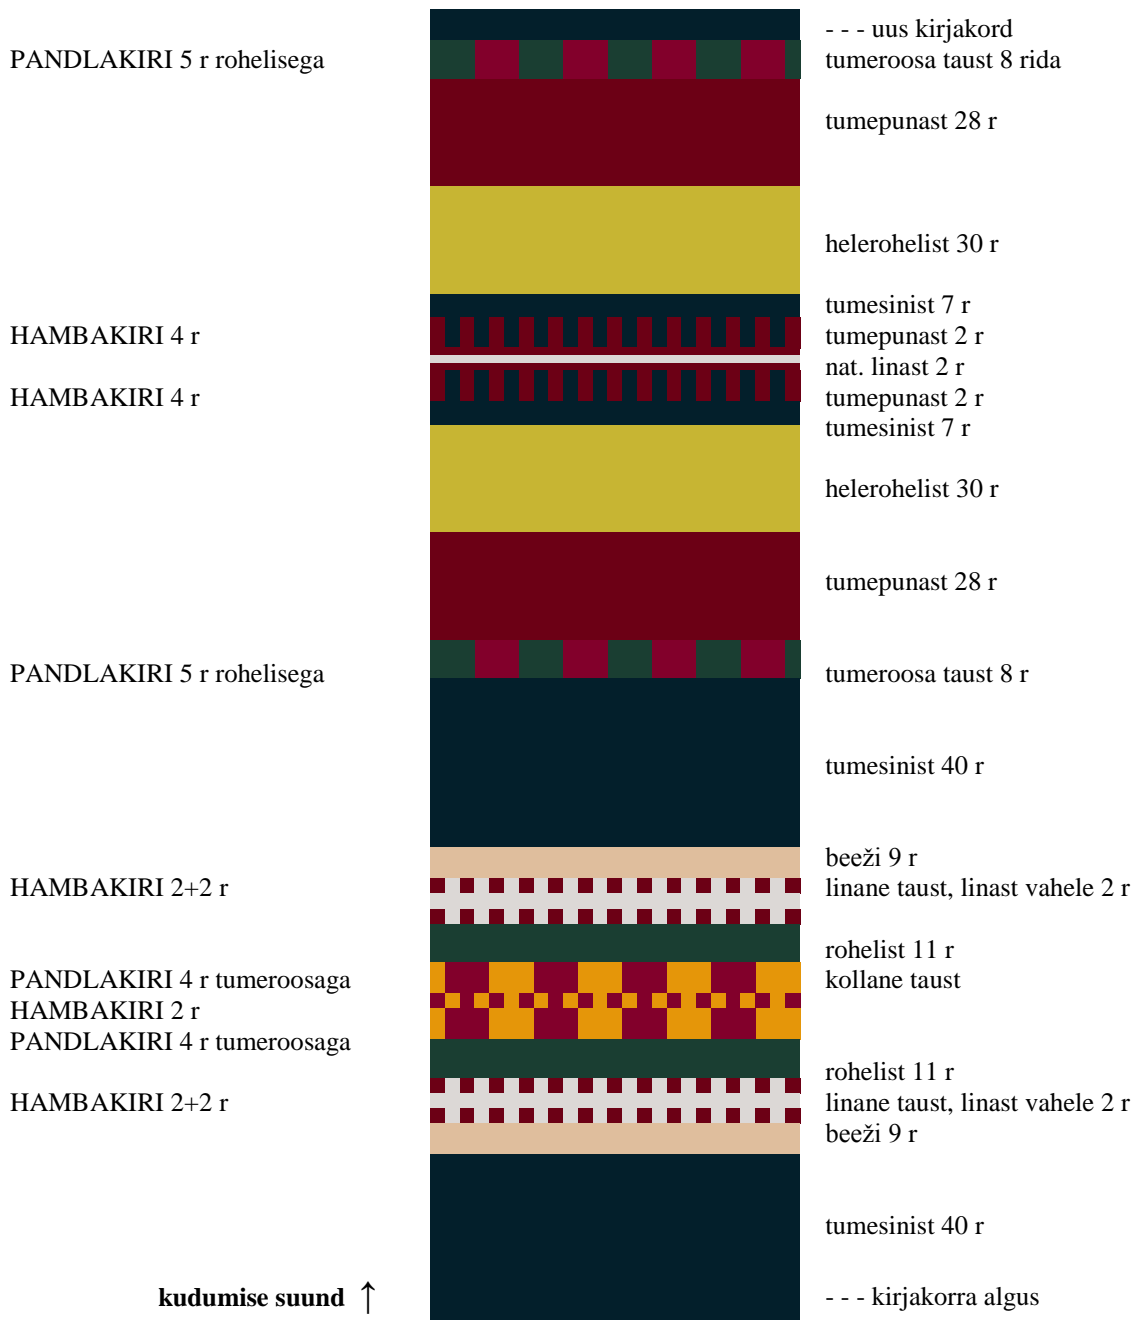 - - - uus kirjakord
PANDLAKIRI 5 r rohelisega
tumeroosa taust 8 rida
tumepunast 28 r
helerohelist 30 r
tumesinist 7 r
HAMBAKIRI 4 r
tumepunast 2 r
nat. linast 2 r
HAMBAKIRI 4 r
tumepunast 2 r
tumesinist 7 r
helerohelist 30 r
tumepunast 28 r
PANDLAKIRI 5 r rohelisega
tumeroosa taust 8 r
tumesinist 40 r
beeži 9 r
HAMBAKIRI 2+2 r
linane taust, linast vahele 2 r
rohelist 11 r
PANDLAKIRI 4 r tumeroosaga
kollane taust
HAMBAKIRI 2 r
PANDLAKIRI 4 r tumeroosaga
rohelist 11 r
HAMBAKIRI 2+2 r
linane taust, linast vahele 2 r
beeži 9 r
tumesinist 40 r
kudumise suund ↑
- - - kirjakorra algus